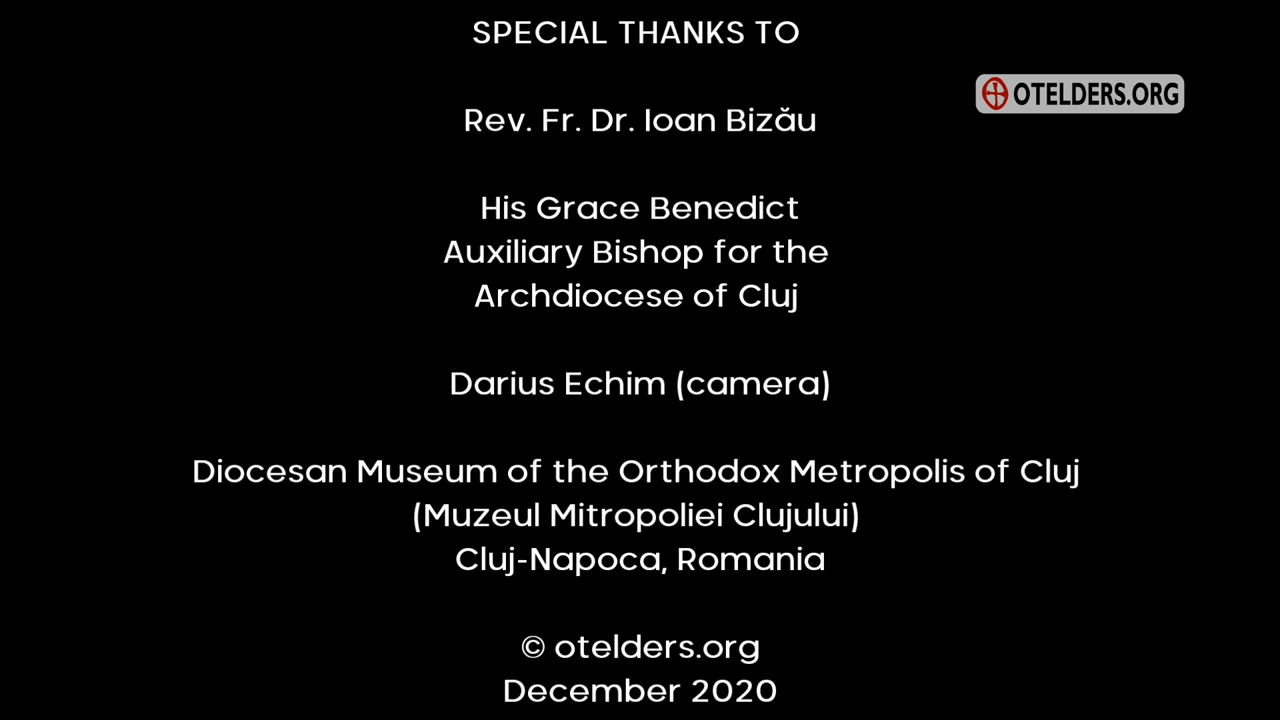 SPECIAL THANKS TO
OTELDERS.ORG
Rev. Fr. Dr. Ioan Bizău
His Grace Benedict
Auxiliary Bishop for the
Archdiocese of Cluj
Darius Echim (camera)
Diocesan Museum of the Orthodox Metropolis of Cluj
(Muzeul Mitropoliei Clujului)
Cluj-Napoca, Romania
© otelders.org
December 2020